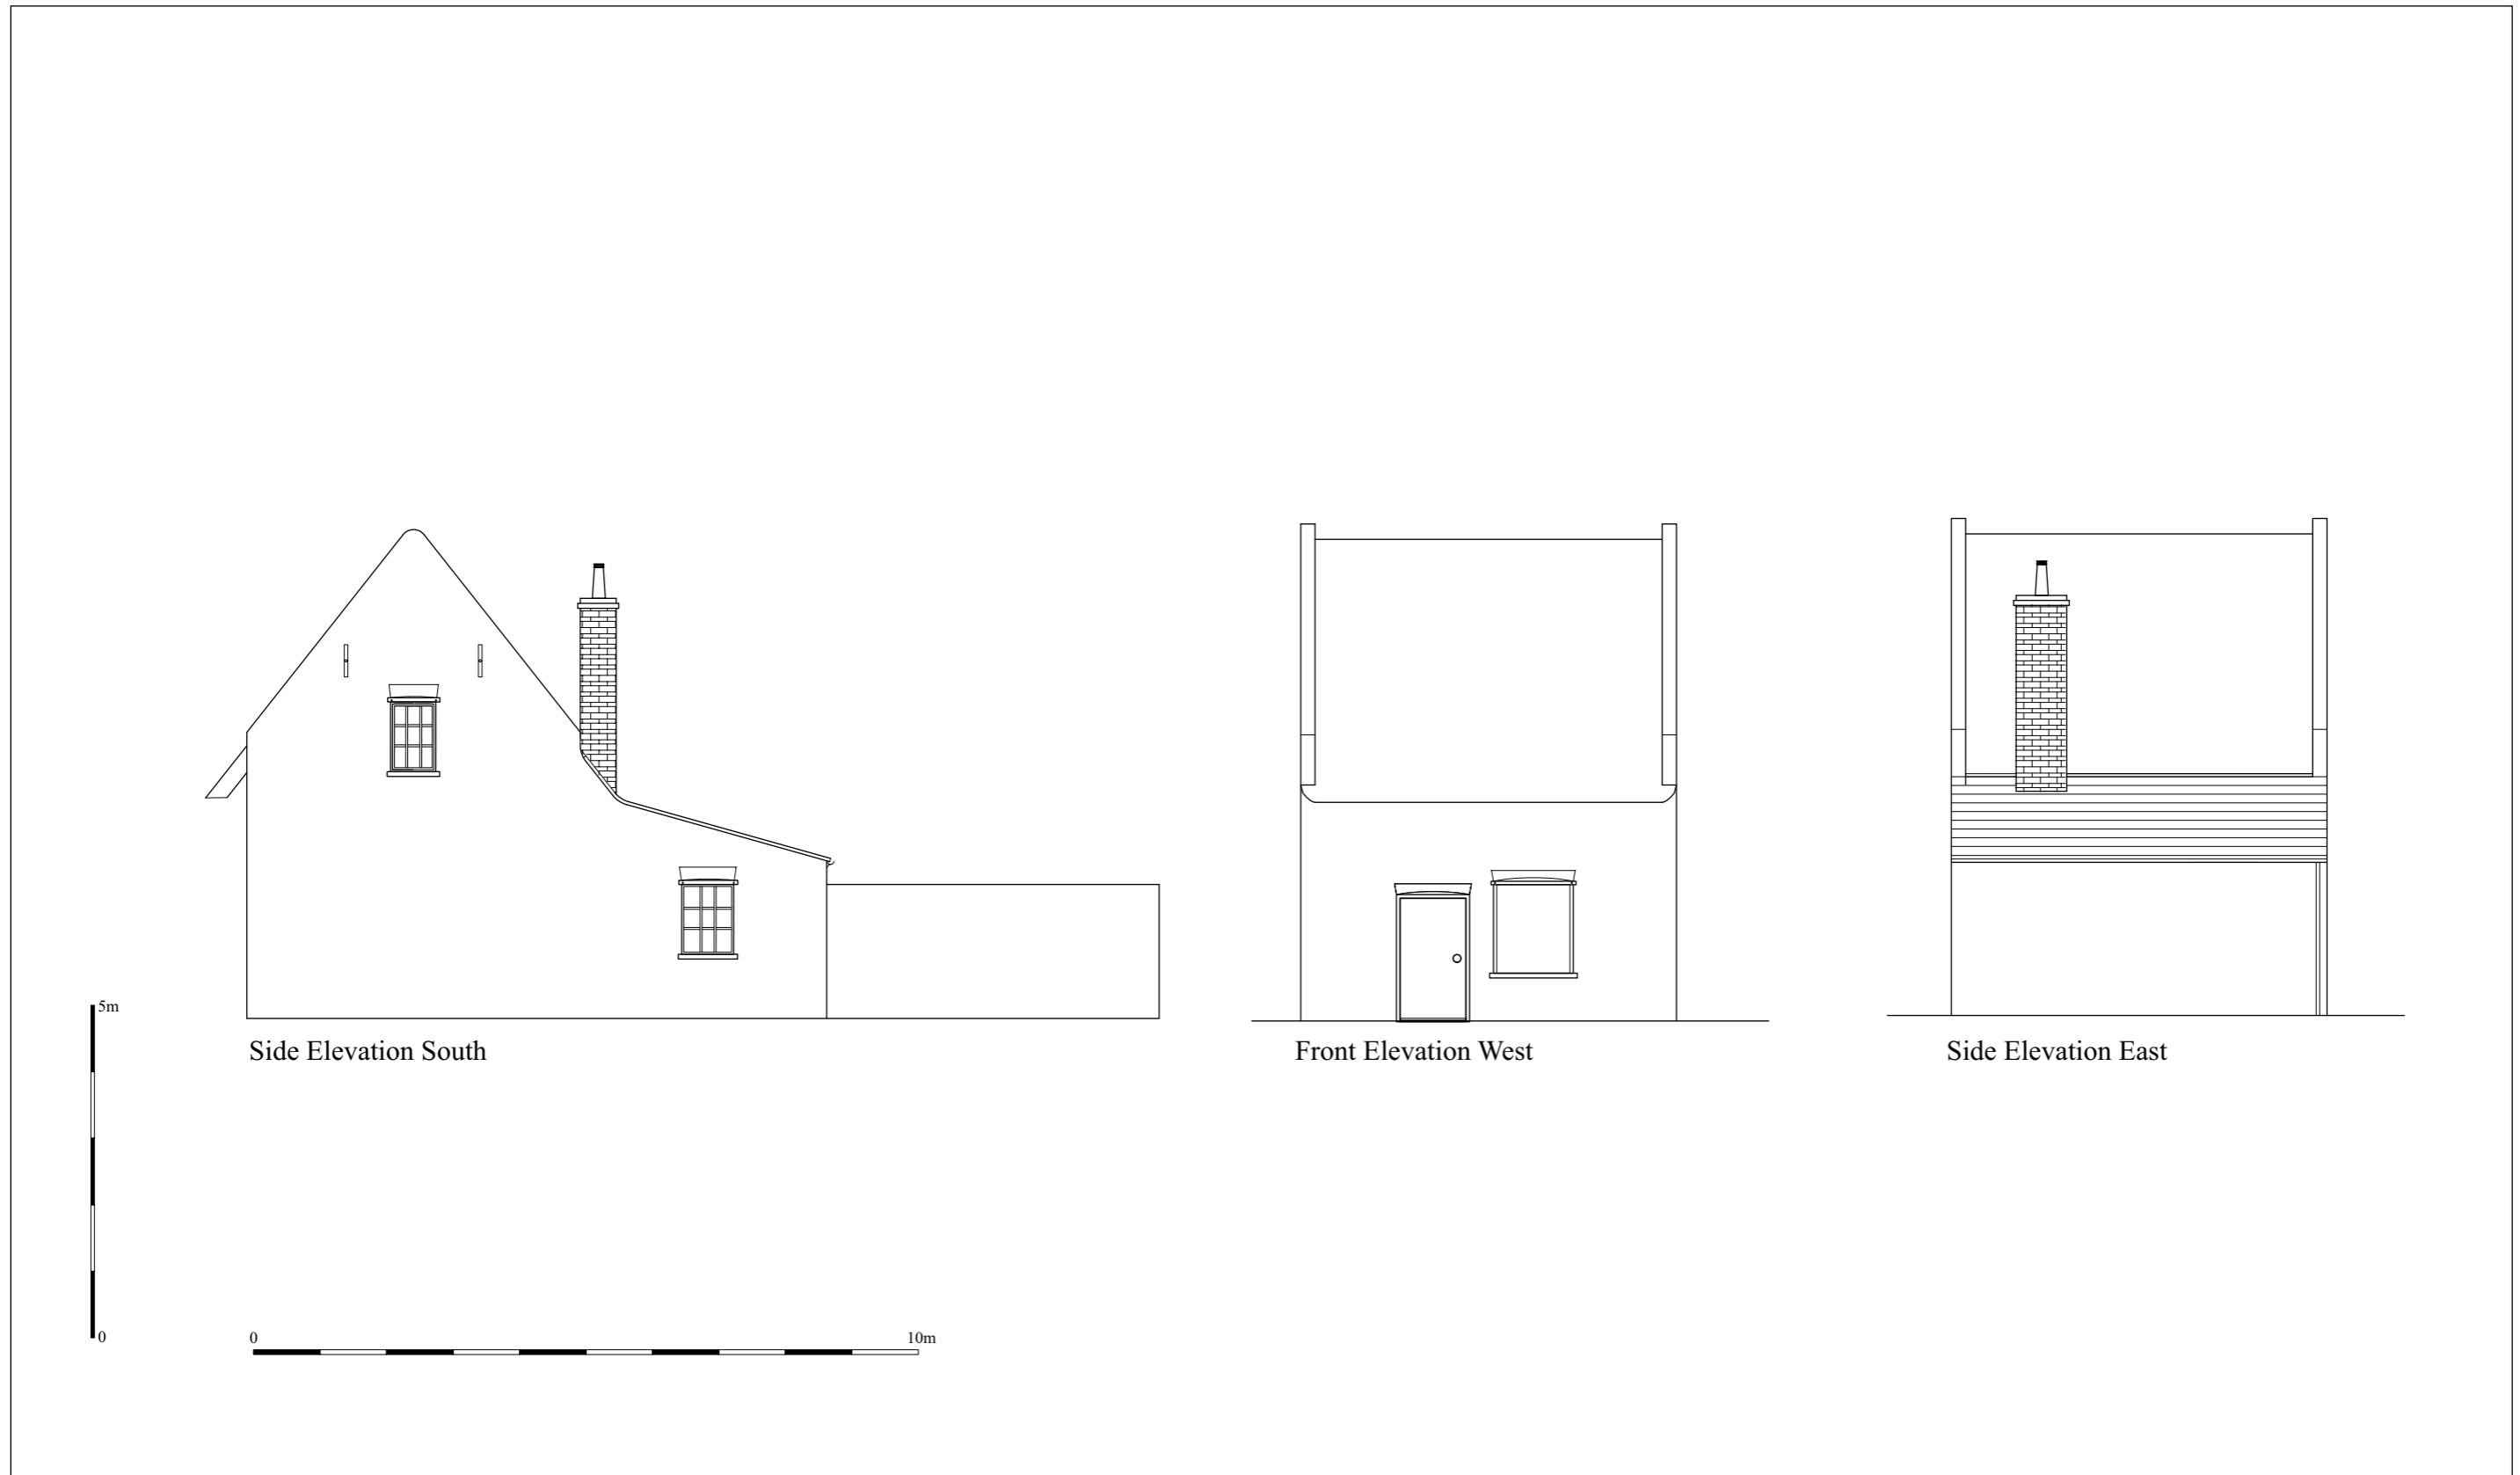 Side Elevation South
Front Elevation West
Side Elevation East
5m
0
0
10m